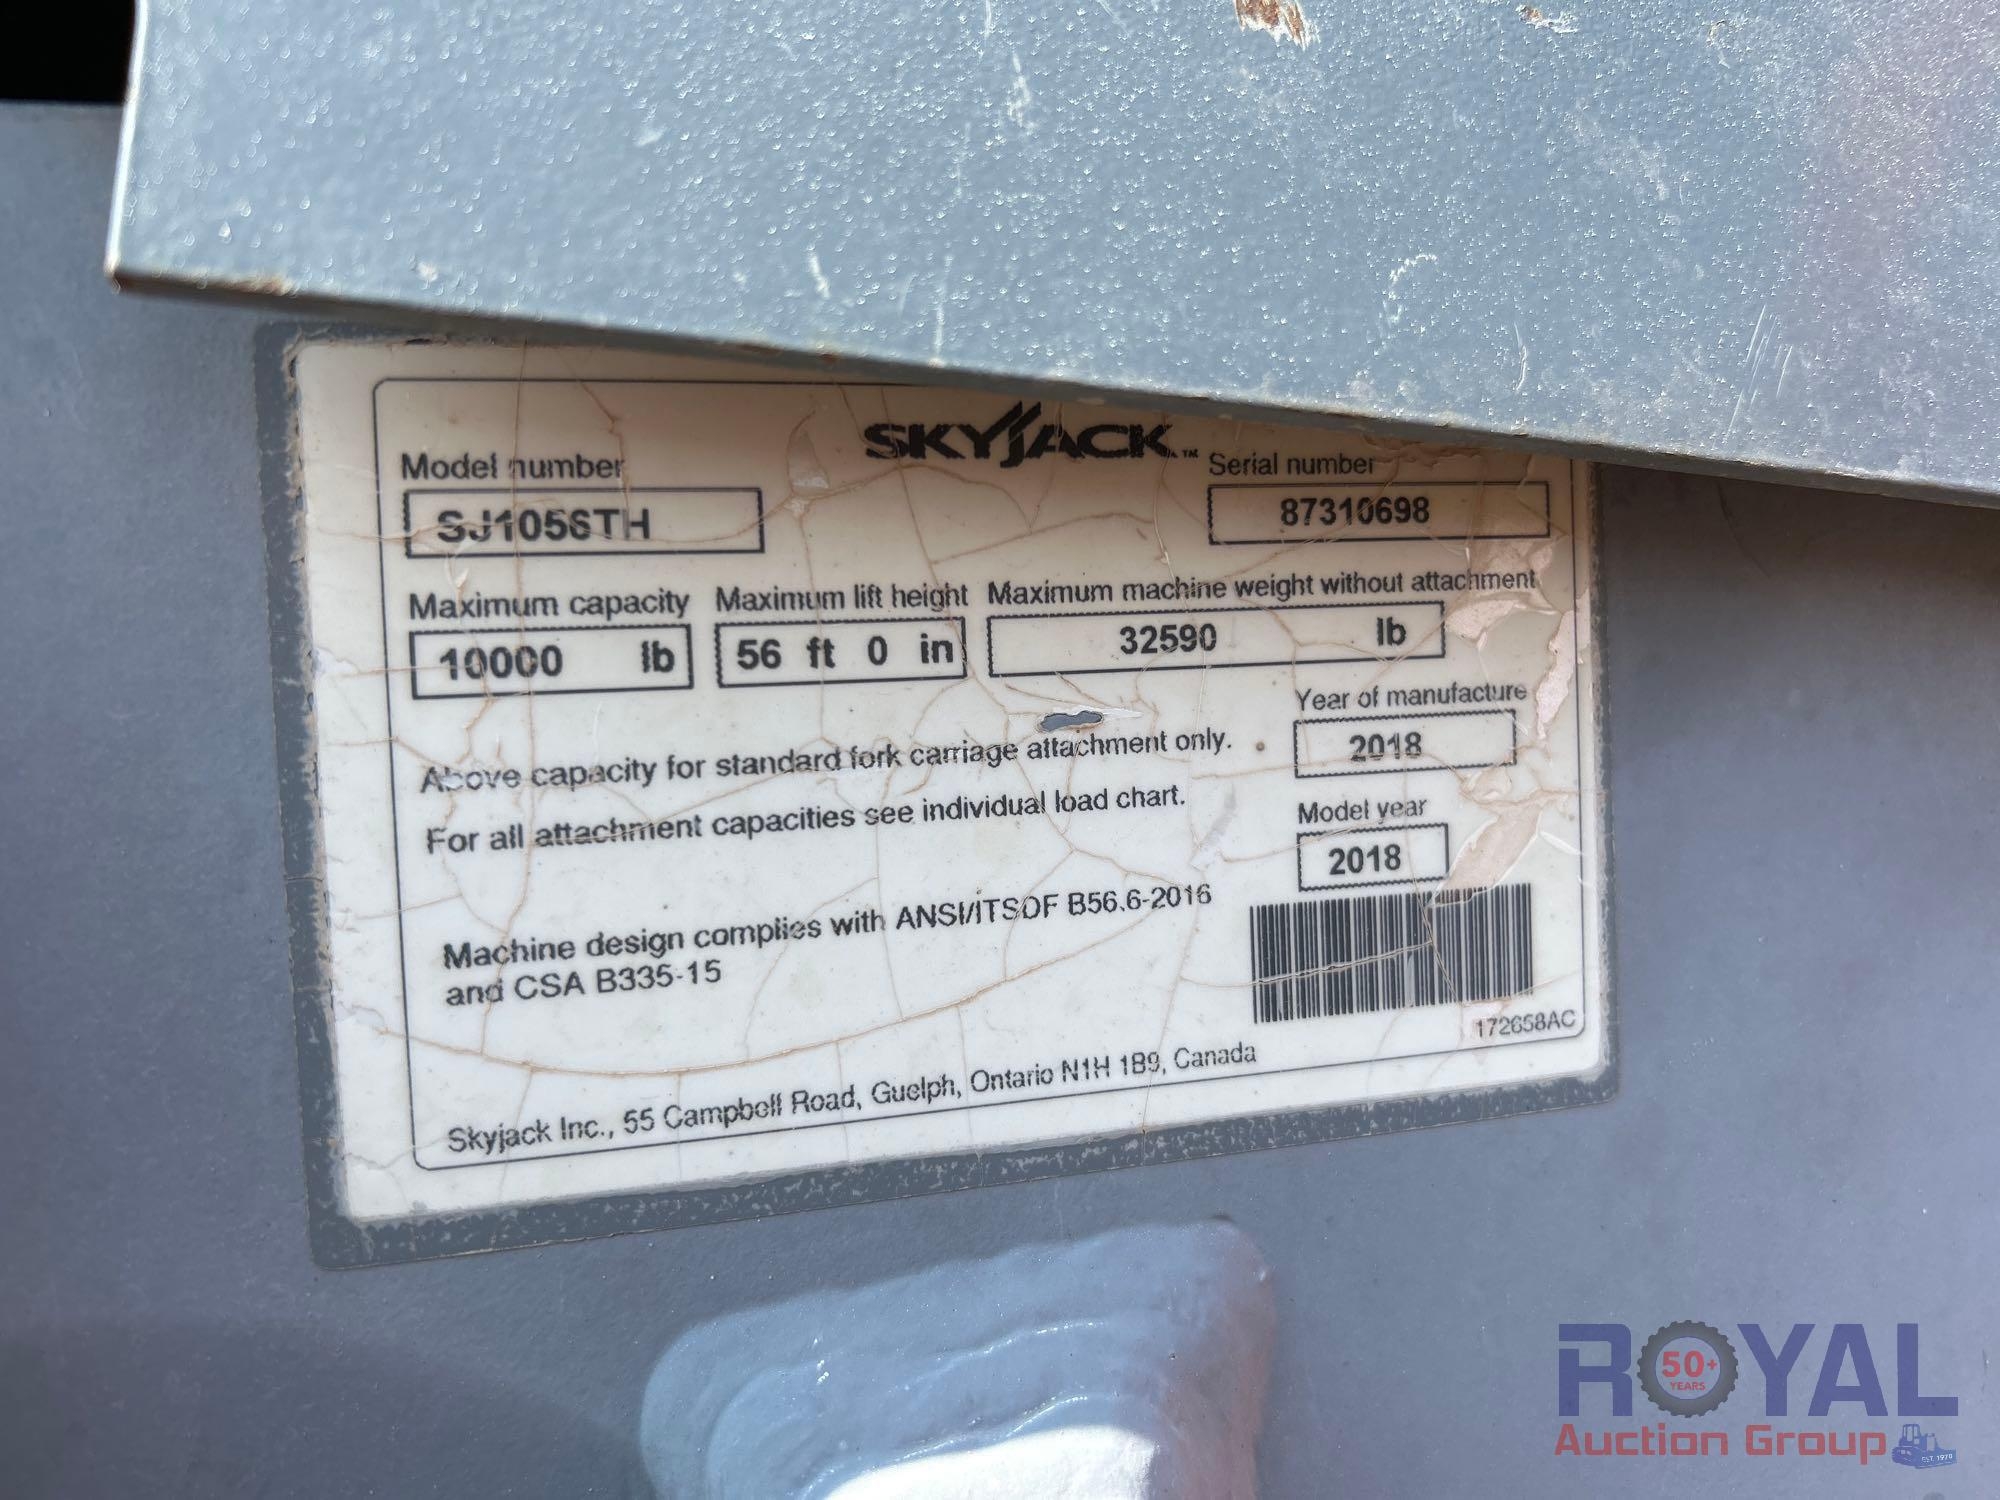 SKYJACK™
Model number
SJ1056TH
Serial number
87310698
Maximum capacity
10000 lb
Maximum lift height
56 ft 0 in
Maximum machine weight without attachment
32590 lb
Above capacity for standard fork carriage attachment only.
For all attachment capacities see individual load chart.
Year of manufacture
2018
Model year
2018
Machine design complies with ANSI/ITSDF B56.6-2016
and CSA B335-15
172658AC
Skyjack Inc., 55 Campbell Road, Guelph, Ontario N1H 1B9, Canada
ROYAL
50+
YEARS
Auction Group
EST. 1970